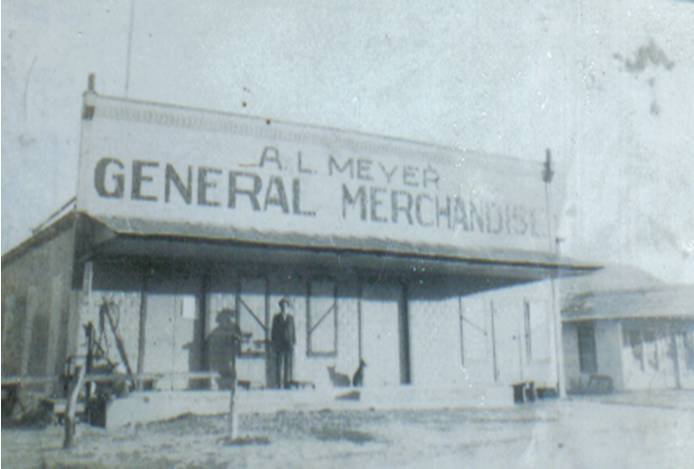 A. L. MEYER
GENERAL MERCHANDISE